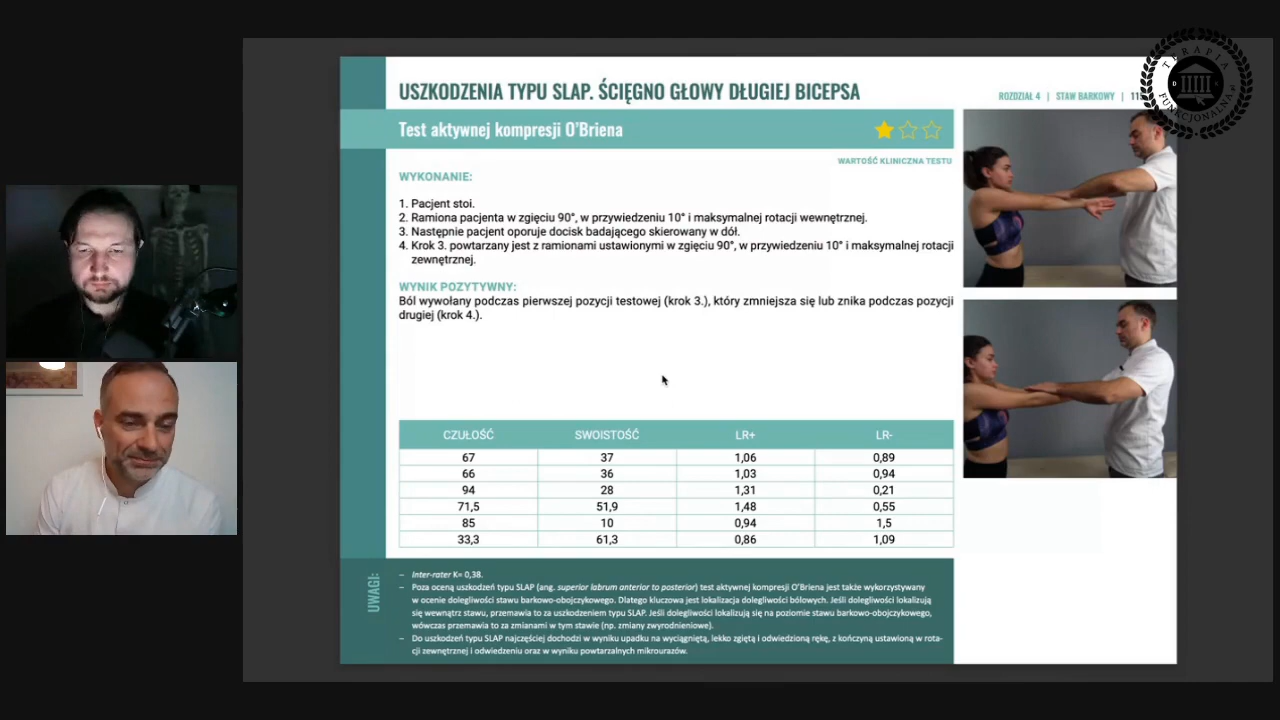 USZKODZENIA TYPU SLAP. ŚCIĘGNO GŁOWY DŁUGIEJ BICEPSA
ROZDZIAŁ 4 | STAW BARKOWY |
TERAPIA
FUNKCJONALNA
Test aktywnej kompresji O'Briena
WARTOŚĆ KLINICZNA TESTU
WYKONANIE:
1. Pacjent stoi.
2. Ramiona pacjenta w zgięciu 90°, w przywiedzeniu 10° i maksymalnej rotacji wewnętrznej.
3. Następnie pacjent oporuje docisk badającego skierowany w dół.
4. Krok 3. powtarzany jest z ramionami ustawionymi w zgięciu 90°, w przywiedzeniu 10° i maksymalnej rotacji
zewnętrznej.
WYNIK POZYTYWNY:
Ból wywołany podczas pierwszej pozycji testowej (krok 3.), który zmniejsza się lub znika podczas pozycji
drugiej (krok 4.).
CZUŁOŚĆ SWOISTOŚĆ LR+ LR-
67 37 1,06 0,89
66 36 1,03 0,94
94 28 1,31 0,21
71,5 51,9 1,48 0,55
85 10 0,94 1,5
33,3 61,3 0,86 1,09
UWAGI:
– Inter-rater K= 0,38.
– Poza oceną uszkodzeń typu SLAP (ang. superior labrum anterior to posterior) test aktywnej kompresji O'Briena jest także wykorzystywany
w ocenie dolegliwości stawu barkowo-obojczykowego. Dlatego kluczowa jest lokalizacja dolegliwości bólowych. Jeśli dolegliwości lokalizują
się wewnątrz stawu, przemawia to za uszkodzeniem typu SLAP. Jeśli dolegliwości lokalizują się na poziomie stawu barkowo-obojczykowego,
wówczas przemawia to za zmianami w tym stawie (np. zmiany zwyrodnieniowe).
– Do uszkodzeń typu SLAP najczęściej dochodzi w wyniku upadku na wyciągniętą, lekko zgiętą i odwiedzioną rękę, z kończyną ustawioną w rota-
cji zewnętrznej i odwiedzeniu oraz w wyniku powtarzalnych mikrourazów.